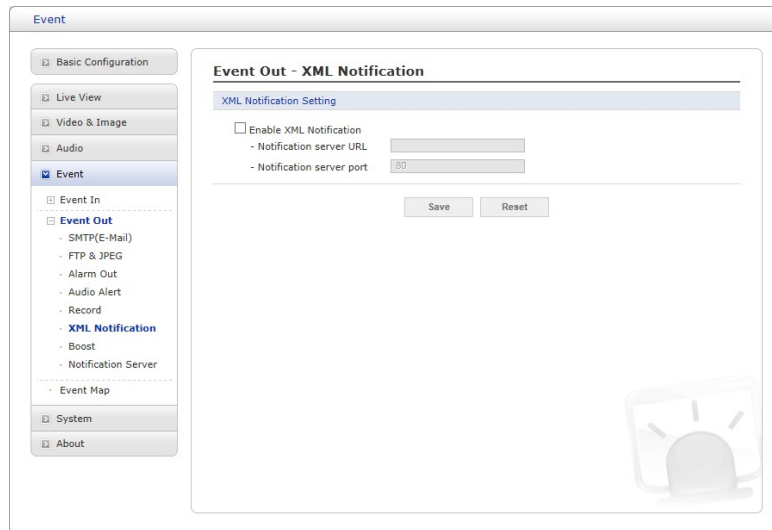 Event
Basic Configuration
Live View
Video & Image
Audio
Event
Event In
Event Out
· SMTP(E-Mail)
· FTP & JPEG
· Alarm Out
· Audio Alert
· Record
· XML Notification
· Boost
· Notification Server
· Event Map
System
About
Event Out - XML Notification
XML Notification Setting
Enable XML Notification
- Notification server URL
- Notification server port 80
Save Reset